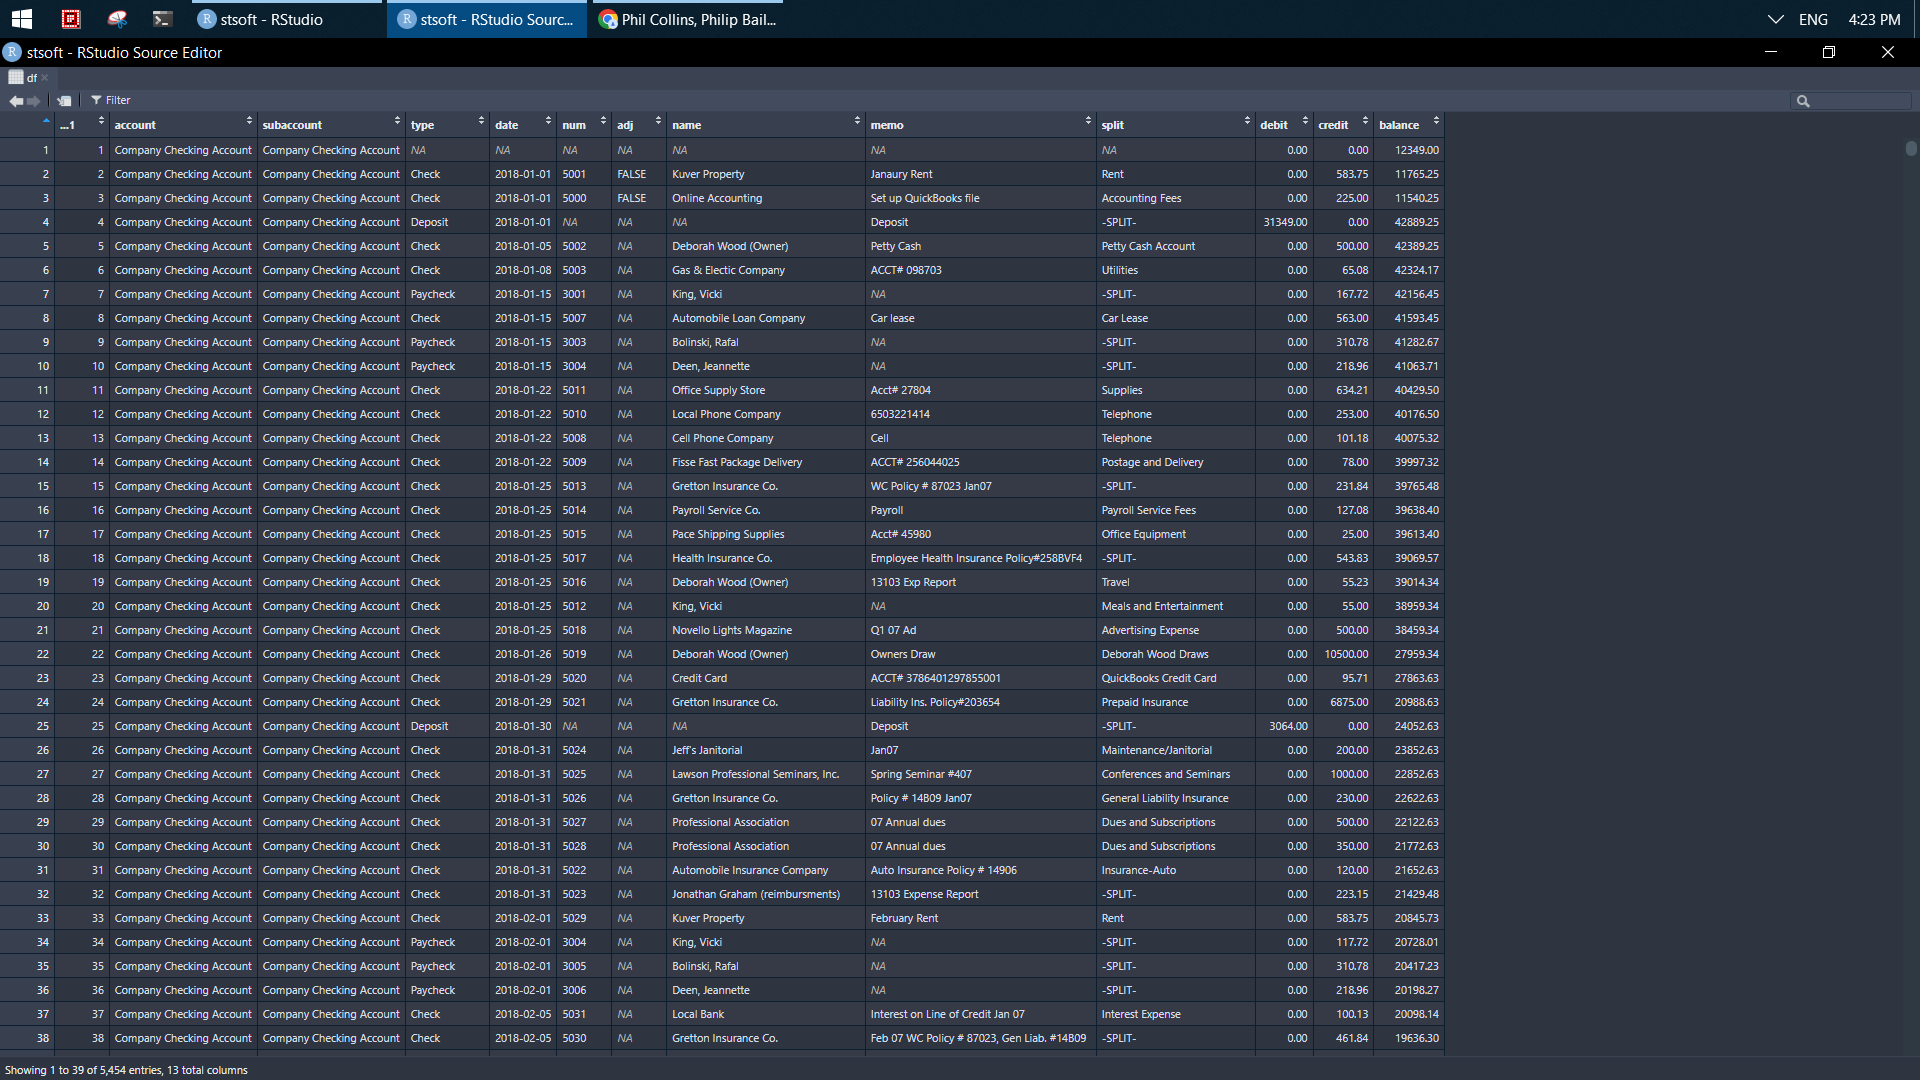 stsoft - RStudio
stsoft - RStudio Sourc...
Phil Collins, Philip Bail...
ENG 4:23 PM
stsoft - RStudio Source Editor
df
Filter
...1 account subaccount type date num adj name memo split debit credit balance
1 1 Company Checking Account Company Checking Account NA NA NA NA NA NA NA 0.00 0.00 12349.00
2 2 Company Checking Account Company Checking Account Check 2018-01-01 5001 FALSE Kuver Property Janaury Rent Rent 0.00 583.75 11765.25
3 3 Company Checking Account Company Checking Account Check 2018-01-01 5000 FALSE Online Accounting Set up QuickBooks file Accounting Fees 0.00 225.00 11540.25
4 4 Company Checking Account Company Checking Account Deposit 2018-01-01 NA NA NA Deposit -SPLIT- 31349.00 0.00 42889.25
5 5 Company Checking Account Company Checking Account Check 2018-01-05 5002 NA Deborah Wood (Owner) Petty Cash Petty Cash Account 0.00 500.00 42389.25
6 6 Company Checking Account Company Checking Account Check 2018-01-08 5003 NA Gas & Electic Company ACCT# 098703 Utilities 0.00 65.08 42324.17
7 7 Company Checking Account Company Checking Account Paycheck 2018-01-15 3001 NA King, Vicki NA -SPLIT- 0.00 167.72 42156.45
8 8 Company Checking Account Company Checking Account Check 2018-01-15 5007 NA Automobile Loan Company Car lease Car Lease 0.00 563.00 41593.45
9 9 Company Checking Account Company Checking Account Paycheck 2018-01-15 3003 NA Bolinski, Rafal NA -SPLIT- 0.00 310.78 41282.67
10 10 Company Checking Account Company Checking Account Paycheck 2018-01-15 3004 NA Deen, Jeannette NA -SPLIT- 0.00 218.96 41063.71
11 11 Company Checking Account Company Checking Account Check 2018-01-22 5011 NA Office Supply Store Acct# 27804 Supplies 0.00 634.21 40429.50
12 12 Company Checking Account Company Checking Account Check 2018-01-22 5010 NA Local Phone Company 6503221414 Telephone 0.00 253.00 40176.50
13 13 Company Checking Account Company Checking Account Check 2018-01-22 5008 NA Cell Phone Company Cell Telephone 0.00 101.18 40075.32
14 14 Company Checking Account Company Checking Account Check 2018-01-22 5009 NA Fisse Fast Package Delivery ACCT# 256044025 Postage and Delivery 0.00 78.00 39997.32
15 15 Company Checking Account Company Checking Account Check 2018-01-25 5013 NA Gretton Insurance Co. WC Policy # 87023 Jan07 -SPLIT- 0.00 231.84 39765.48
16 16 Company Checking Account Company Checking Account Check 2018-01-25 5014 NA Payroll Service Co. Payroll Payroll Service Fees 0.00 127.08 39638.40
17 17 Company Checking Account Company Checking Account Check 2018-01-25 5015 NA Pace Shipping Supplies Acct# 45980 Office Equipment 0.00 25.00 39613.40
18 18 Company Checking Account Company Checking Account Check 2018-01-25 5017 NA Health Insurance Co. Employee Health Insurance Policy#258BVF4 -SPLIT- 0.00 543.83 39069.57
19 19 Company Checking Account Company Checking Account Check 2018-01-25 5016 NA Deborah Wood (Owner) 13103 Exp Report Travel 0.00 55.23 39014.34
20 20 Company Checking Account Company Checking Account Check 2018-01-25 5012 NA King, Vicki NA Meals and Entertainment 0.00 55.00 38959.34
21 21 Company Checking Account Company Checking Account Check 2018-01-25 5018 NA Novello Lights Magazine Q1 07 Ad Advertising Expense 0.00 500.00 38459.34
22 22 Company Checking Account Company Checking Account Check 2018-01-26 5019 NA Deborah Wood (Owner) Owners Draw Deborah Wood Draws 0.00 10500.00 27959.34
23 23 Company Checking Account Company Checking Account Check 2018-01-29 5020 NA Credit Card ACCT# 3786401297855001 QuickBooks Credit Card 0.00 95.71 27863.63
24 24 Company Checking Account Company Checking Account Check 2018-01-29 5021 NA Gretton Insurance Co. Liability Ins. Policy#203654 Prepaid Insurance 0.00 6875.00 20988.63
25 25 Company Checking Account Company Checking Account Deposit 2018-01-30 NA NA NA Deposit -SPLIT- 3064.00 0.00 24052.63
26 26 Company Checking Account Company Checking Account Check 2018-01-31 5024 NA Jeff's Janitorial Jan07 Maintenance/Janitorial 0.00 200.00 23852.63
27 27 Company Checking Account Company Checking Account Check 2018-01-31 5025 NA Lawson Professional Seminars, Inc. Spring Seminar #407 Conferences and Seminars 0.00 1000.00 22852.63
28 28 Company Checking Account Company Checking Account Check 2018-01-31 5026 NA Gretton Insurance Co. Policy # 14B09 Jan07 General Liability Insurance 0.00 230.00 22622.63
29 29 Company Checking Account Company Checking Account Check 2018-01-31 5027 NA Professional Association 07 Annual dues Dues and Subscriptions 0.00 500.00 22122.63
30 30 Company Checking Account Company Checking Account Check 2018-01-31 5028 NA Professional Association 07 Annual dues Dues and Subscriptions 0.00 350.00 21772.63
31 31 Company Checking Account Company Checking Account Check 2018-01-31 5022 NA Automobile Insurance Company Auto Insurance Policy # 14906 Insurance-Auto 0.00 120.00 21652.63
32 32 Company Checking Account Company Checking Account Check 2018-01-31 5023 NA Jonathan Graham (reimbursments) 13103 Expense Report -SPLIT- 0.00 223.15 21429.48
33 33 Company Checking Account Company Checking Account Check 2018-02-01 5029 NA Kuver Property February Rent Rent 0.00 583.75 20845.73
34 34 Company Checking Account Company Checking Account Paycheck 2018-02-01 3004 NA King, Vicki NA -SPLIT- 0.00 117.72 20728.01
35 35 Company Checking Account Company Checking Account Paycheck 2018-02-01 3005 NA Bolinski, Rafal NA -SPLIT- 0.00 310.78 20417.23
36 36 Company Checking Account Company Checking Account Paycheck 2018-02-01 3006 NA Deen, Jeannette NA -SPLIT- 0.00 218.96 20198.27
37 37 Company Checking Account Company Checking Account Check 2018-02-05 5031 NA Local Bank Interest on Line of Credit Jan 07 Interest Expense 0.00 100.13 20098.14
38 38 Company Checking Account Company Checking Account Check 2018-02-05 5030 NA Gretton Insurance Co. Feb 07 WC Policy # 87023, Gen Liab. #14B09 -SPLIT- 0.00 461.84 19636.30
Showing 1 to 39 of 5,454 entries, 13 total columns